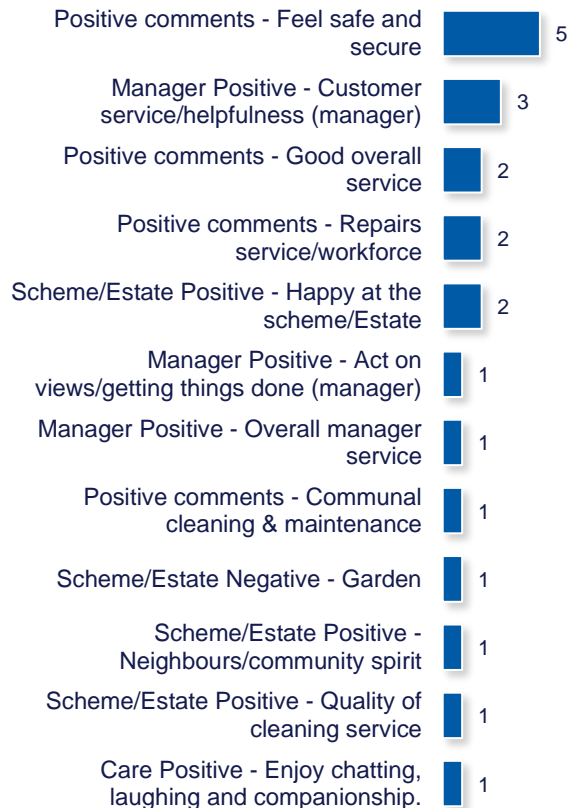 Positive comments - Feel safe and
secure
5
Manager Positive - Customer
service/helpfulness (manager)
3
Positive comments - Good overall
service
2
Positive comments - Repairs
service/workforce
2
Scheme/Estate Positive - Happy at the
scheme/Estate
2
Manager Positive - Act on
views/getting things done (manager)
1
Manager Positive - Overall manager
service
1
Positive comments - Communal
cleaning & maintenance
1
Scheme/Estate Negative - Garden
1
Scheme/Estate Positive -
Neighbours/community spirit
1
Scheme/Estate Positive - Quality of
cleaning service
1
Care Positive - Enjoy chatting,
laughing and companionship.
1